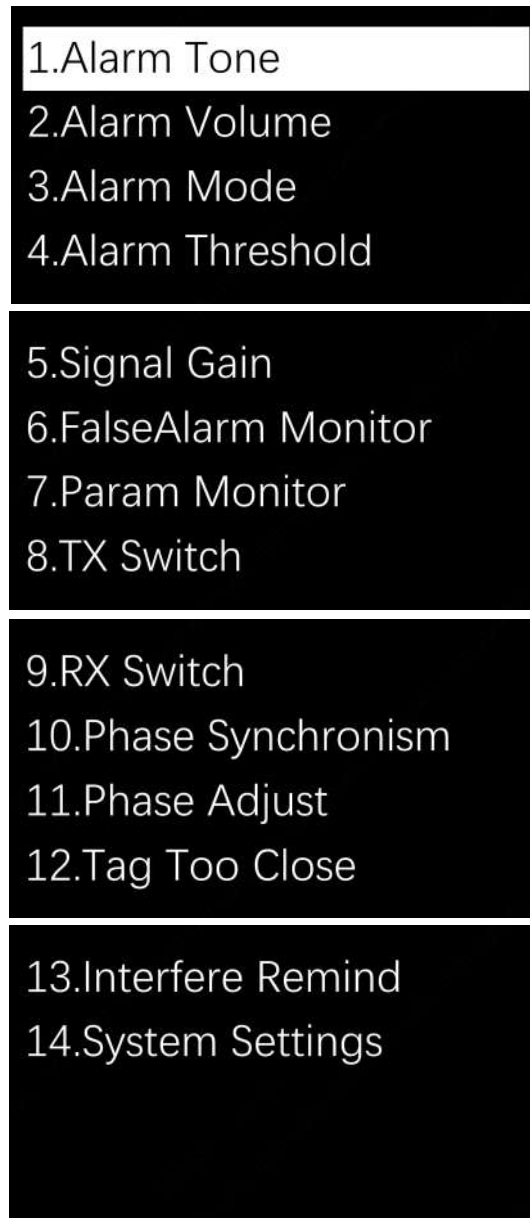 1.Alarm Tone
2.Alarm Volume
3.Alarm Mode
4.Alarm Threshold
5.Signal Gain
6.FalseAlarm Monitor
7.Param Monitor
8.TX Switch
9.RX Switch
10.Phase Synchronism
11.Phase Adjust
12.Tag Too Close
13.Interfere Remind
14.System Settings